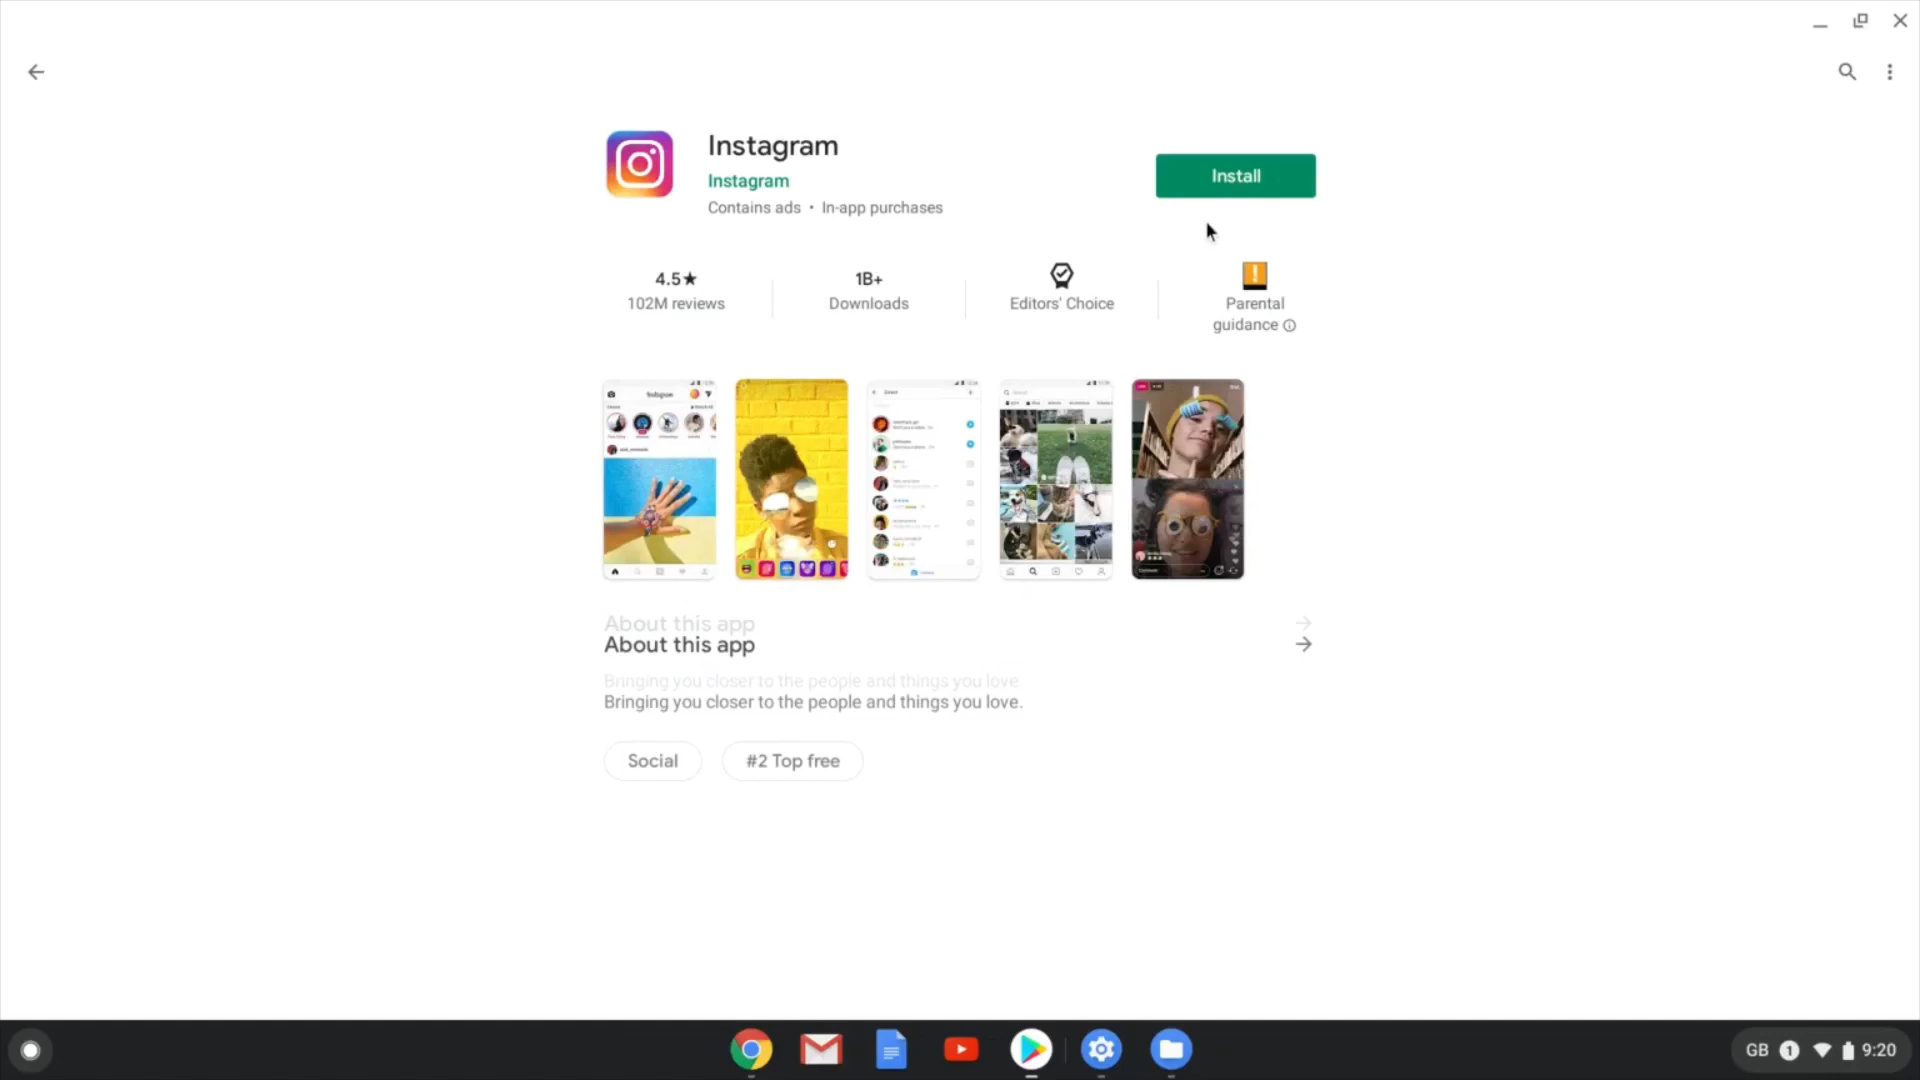 Instagram
Instagram
Contains ads • In-app purchases
Install
4.5★
102M reviews
1B+
Downloads
Editors' Choice
Parental
guidance
About this app
About this app
Bringing you closer to the people and things you love
Bringing you closer to the people and things you love.
Social
#2 Top free
GB
1
9:20